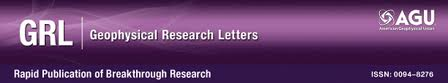 GRL Geophysical Research Letters
AGU
American Geophysical Union
Rapid Publication of Breakthrough Research
ISSN: 0094-8276